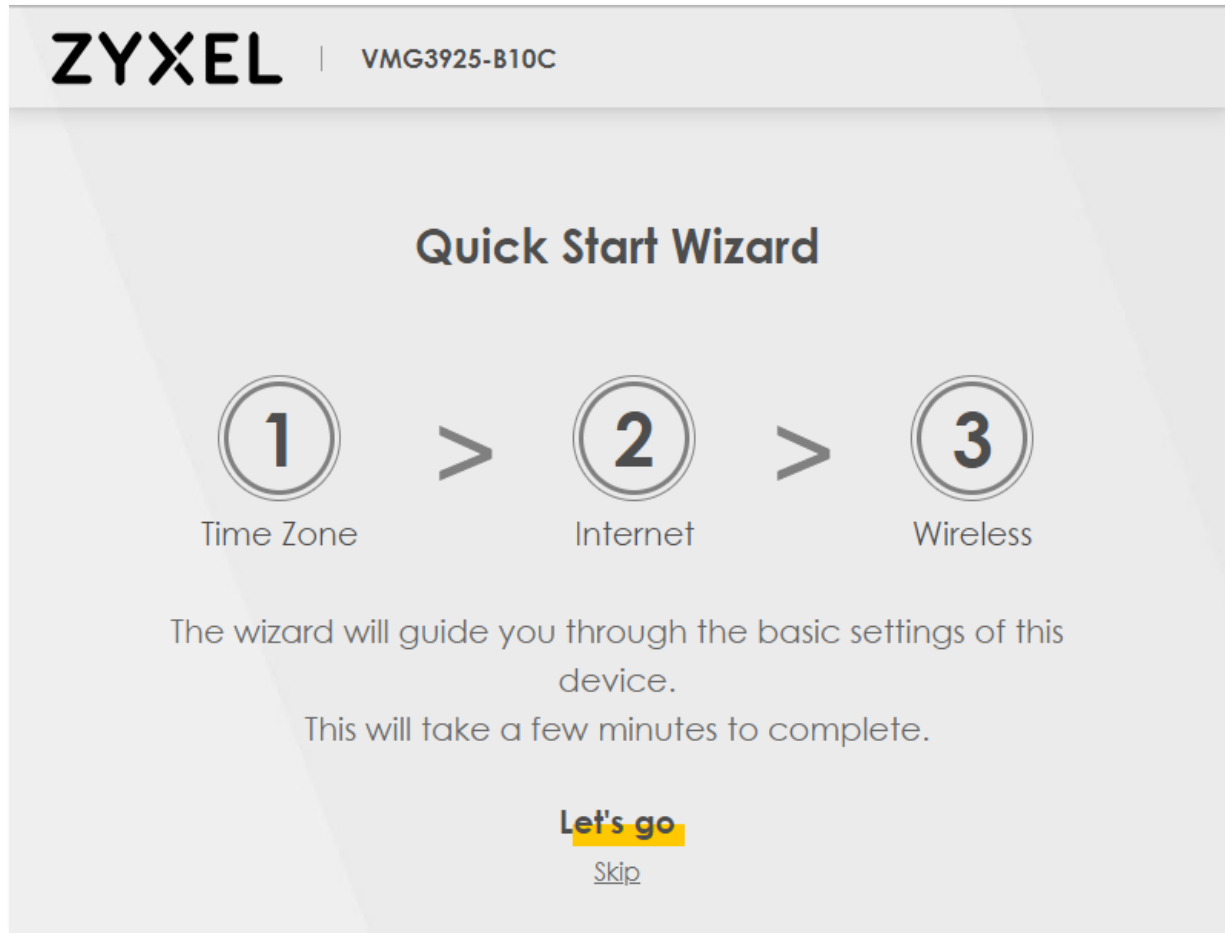 ZYXEL | VMG3925-B10C
Quick Start Wizard
1 > 2 > 3
Time Zone Internet Wireless
The wizard will guide you through the basic settings of this
device.
This will take a few minutes to complete.
Let's go
Skip